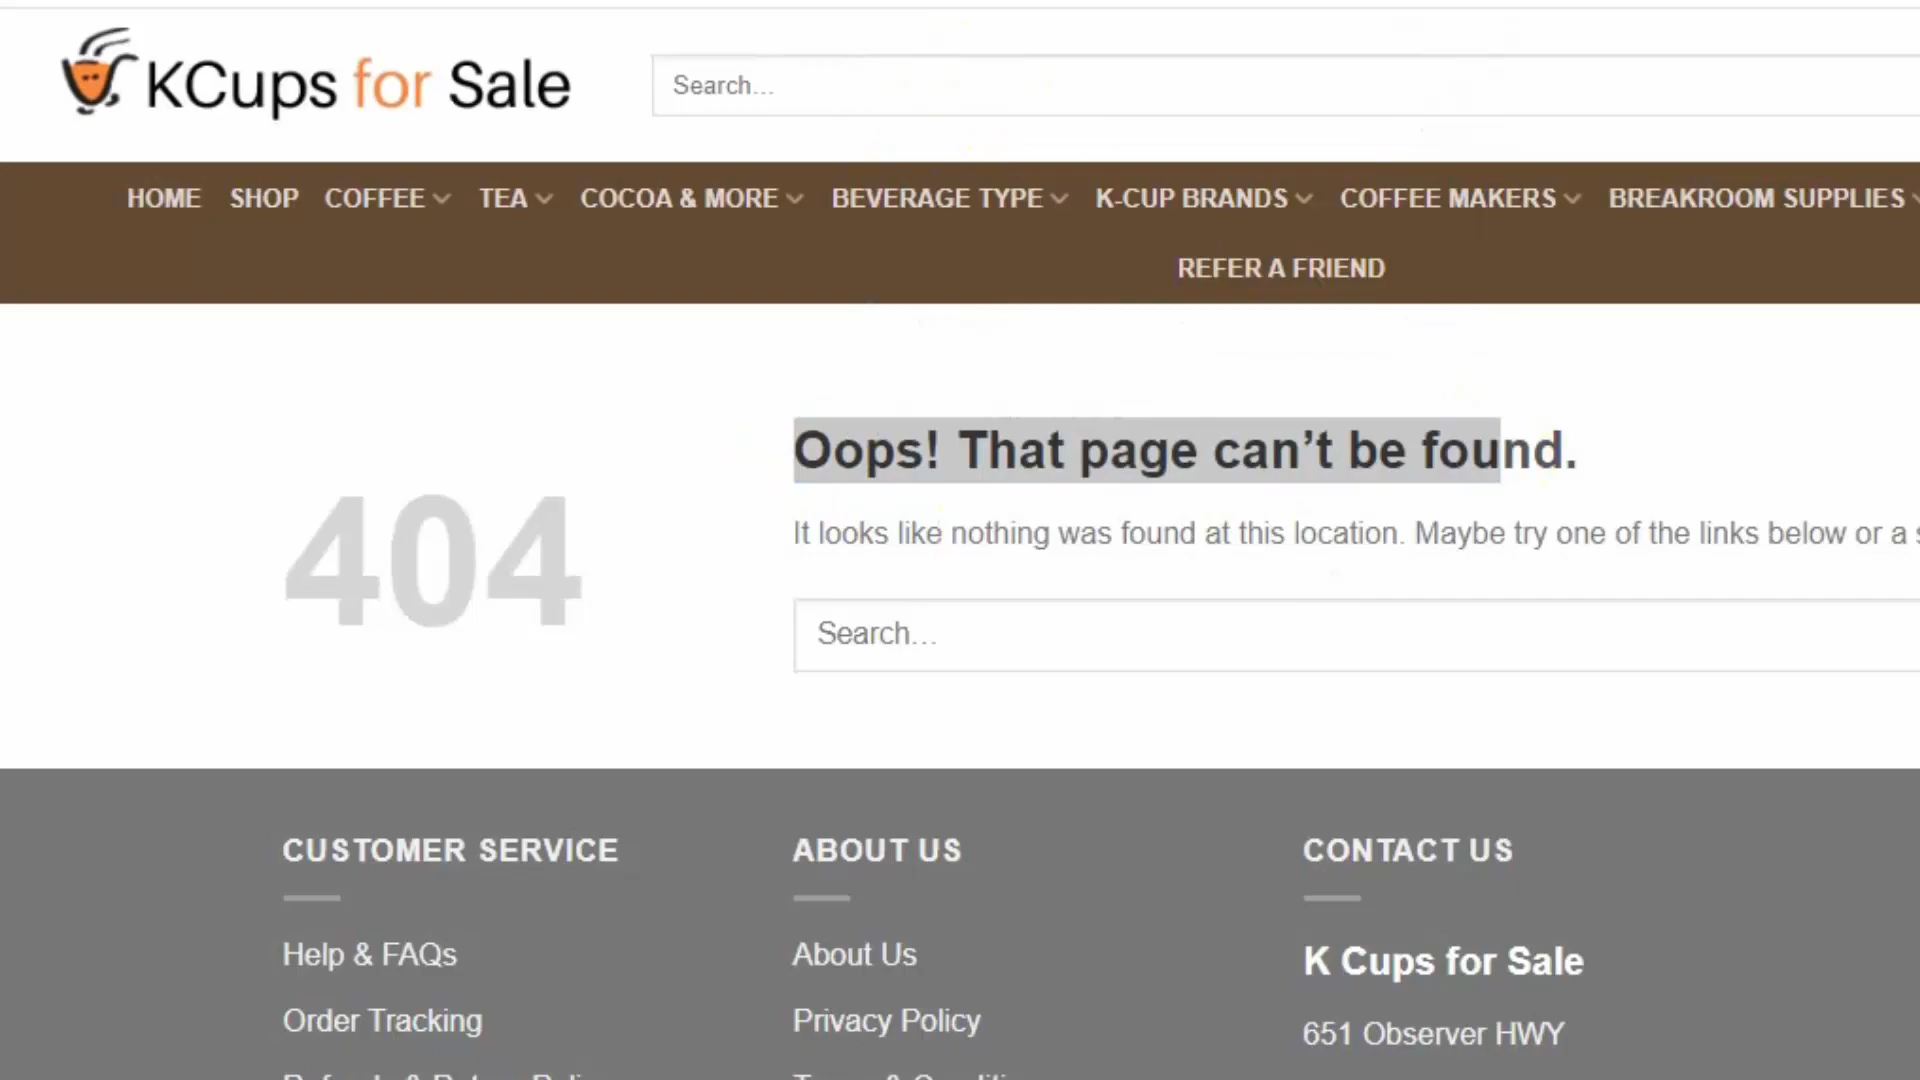 KCups for Sale
Search...
HOME SHOP COFFEE TEA COCOA & MORE BEVERAGE TYPE K-CUP BRANDS COFFEE MAKERS BREAKROOM SUPPLIES
REFER A FRIEND
404
Oops! That page can’t be found.
It looks like nothing was found at this location. Maybe try one of the links below or a
Search...
CUSTOMER SERVICE
Help & FAQs
Order Tracking
ABOUT US
About Us
Privacy Policy
CONTACT US
K Cups for Sale
651 Observer HWY